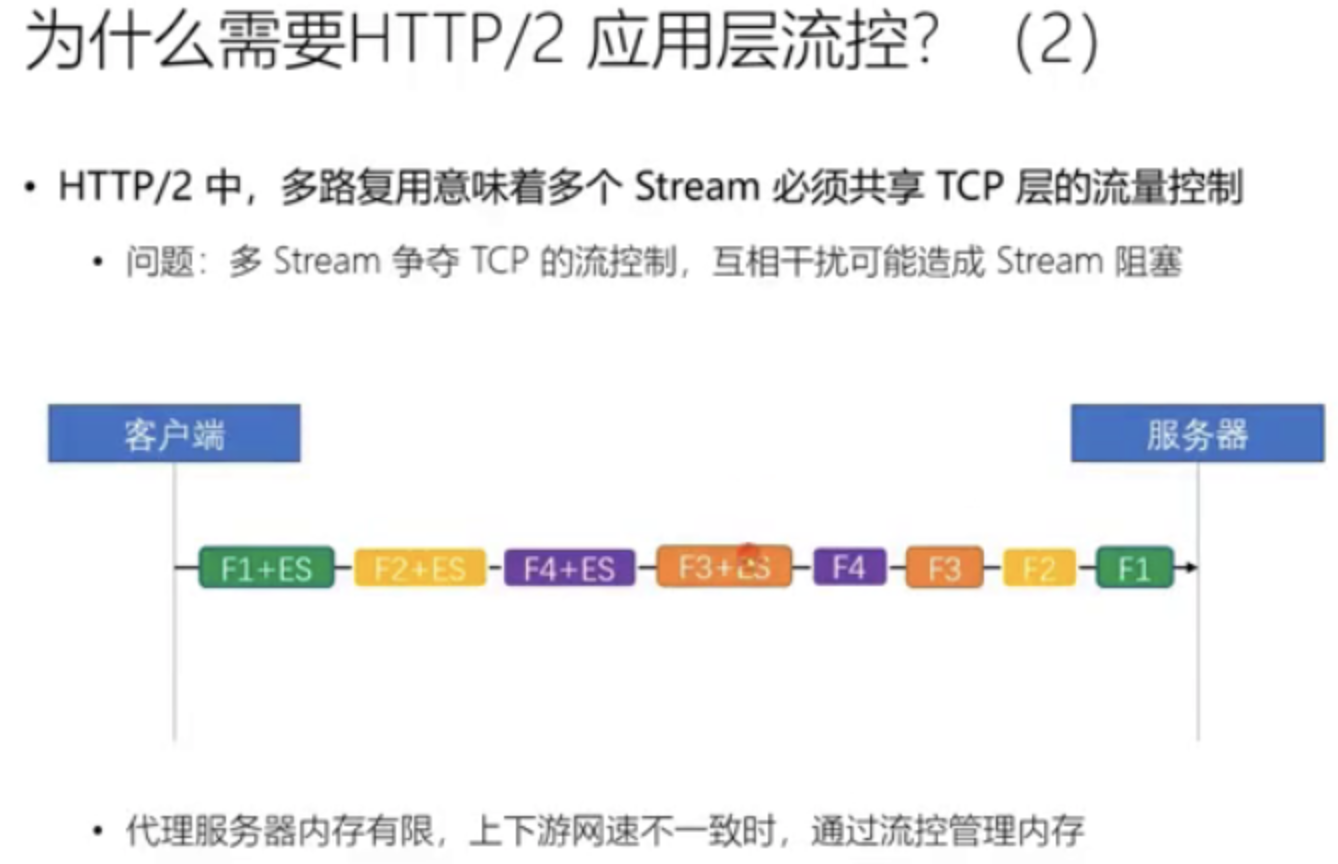 为什么需要HTTP/2 应用层流控？（2）
• HTTP/2 中，多路复用意味着多个 Stream 必须共享 TCP 层的流量控制
• 问题：多 Stream 争夺 TCP 的流控制，互相干扰可能造成 Stream 阻塞
客户端 服务器
F1+ES F2+ES F4+ES F3+ES F4 F3 F2 F1
• 代理服务器内存有限，上下游网速不一致时，通过流控管理内存